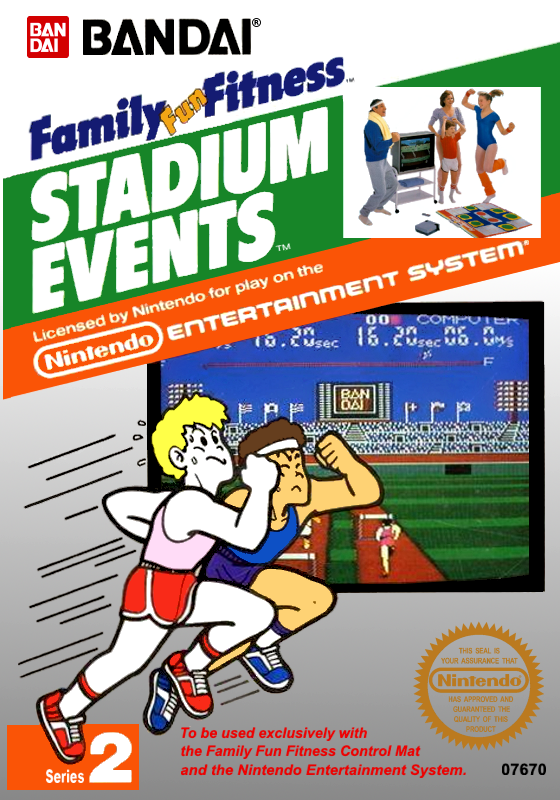 BAN
DAI
BANDAI®
Family Fun Fitness™
STADIUM
EVENTS™
Licensed by Nintendo for play on the
Nintendo ENTERTAINMENT SYSTEM®
00 COMPUTER
16.20sec 16.20sec 06.0M/s
F
BAN
DAI
THIS SEAL IS
YOUR ASSURANCE THAT
Nintendo
HAS APPROVED AND
GUARANTEED THE
QUALITY OF THIS
PRODUCT
To be used exclusively with
the Family Fun Fitness Control Mat
and the Nintendo Entertainment System.
Series 2
07670